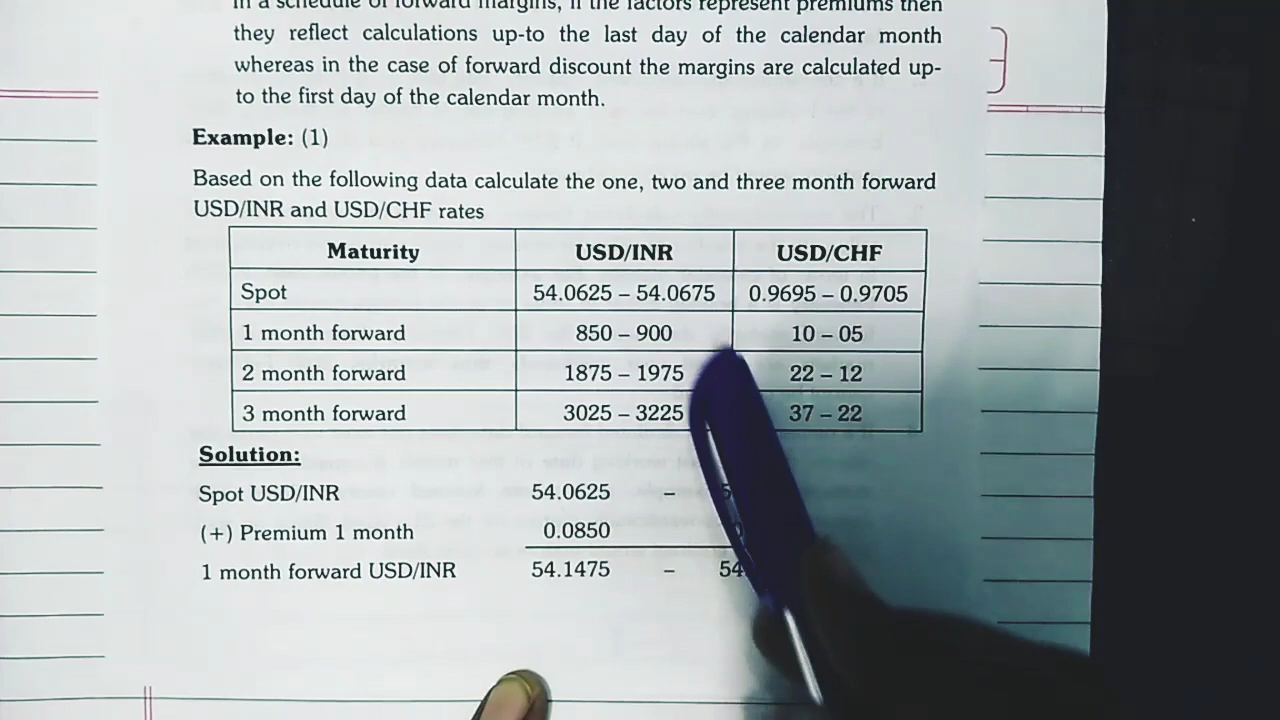 in a schedule of forward margins, if the factors represent premiums then
they reflect calculations up-to the last day of the calendar month
whereas in the case of forward discount the margins are calculated up-
to the first day of the calendar month.
Example: (1)
Based on the following data calculate the one, two and three month forward
USD/INR and USD/CHF rates
Maturity USD/INR USD/CHF
Spot 54.0625 – 54.0675 0.9695 – 0.9705
1 month forward 850 – 900 10 – 05
2 month forward 1875 – 1975 22 – 12
3 month forward 3025 – 3225 37 – 22
Solution:
Spot USD/INR 54.0625 –
(+) Premium 1 month 0.0850
1 month forward USD/INR 54.1475 – 54